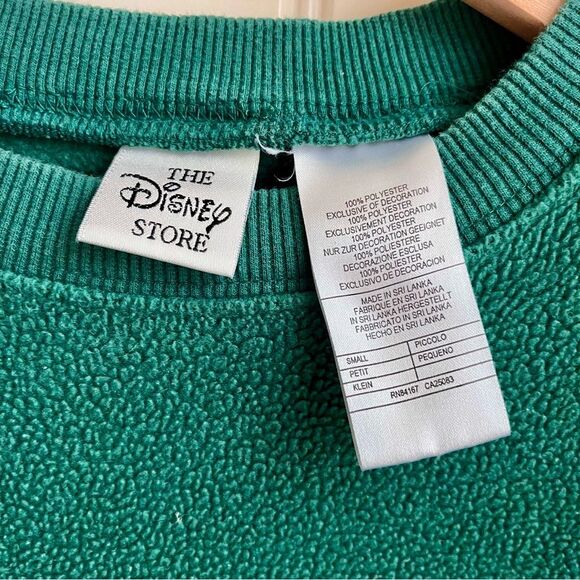 THE
Disney
STORE
100% POLYESTER
EXCLUSIVE OF DECORATION
100% POLYESTER
EXCLUSIVEMENT DECORATION
100% POLYESTER
NUR ZUR DECORATION GEEIGNET
100% POLIESTERE
DECORAZIONE ESCLUSA
100% POLIESTER
EXCLUSIVO DE DECORACION
MADE IN SRI LANKA
FABRIQUE EN SRI LANKA
IN SRI LANKA HERGESTELLT
FABBRICATO IN SRI LANKA
HECHO EN SRI LANKA
SMALL PICCOLO
PETIT PEQUENO
KLEIN RN84167 CA25083